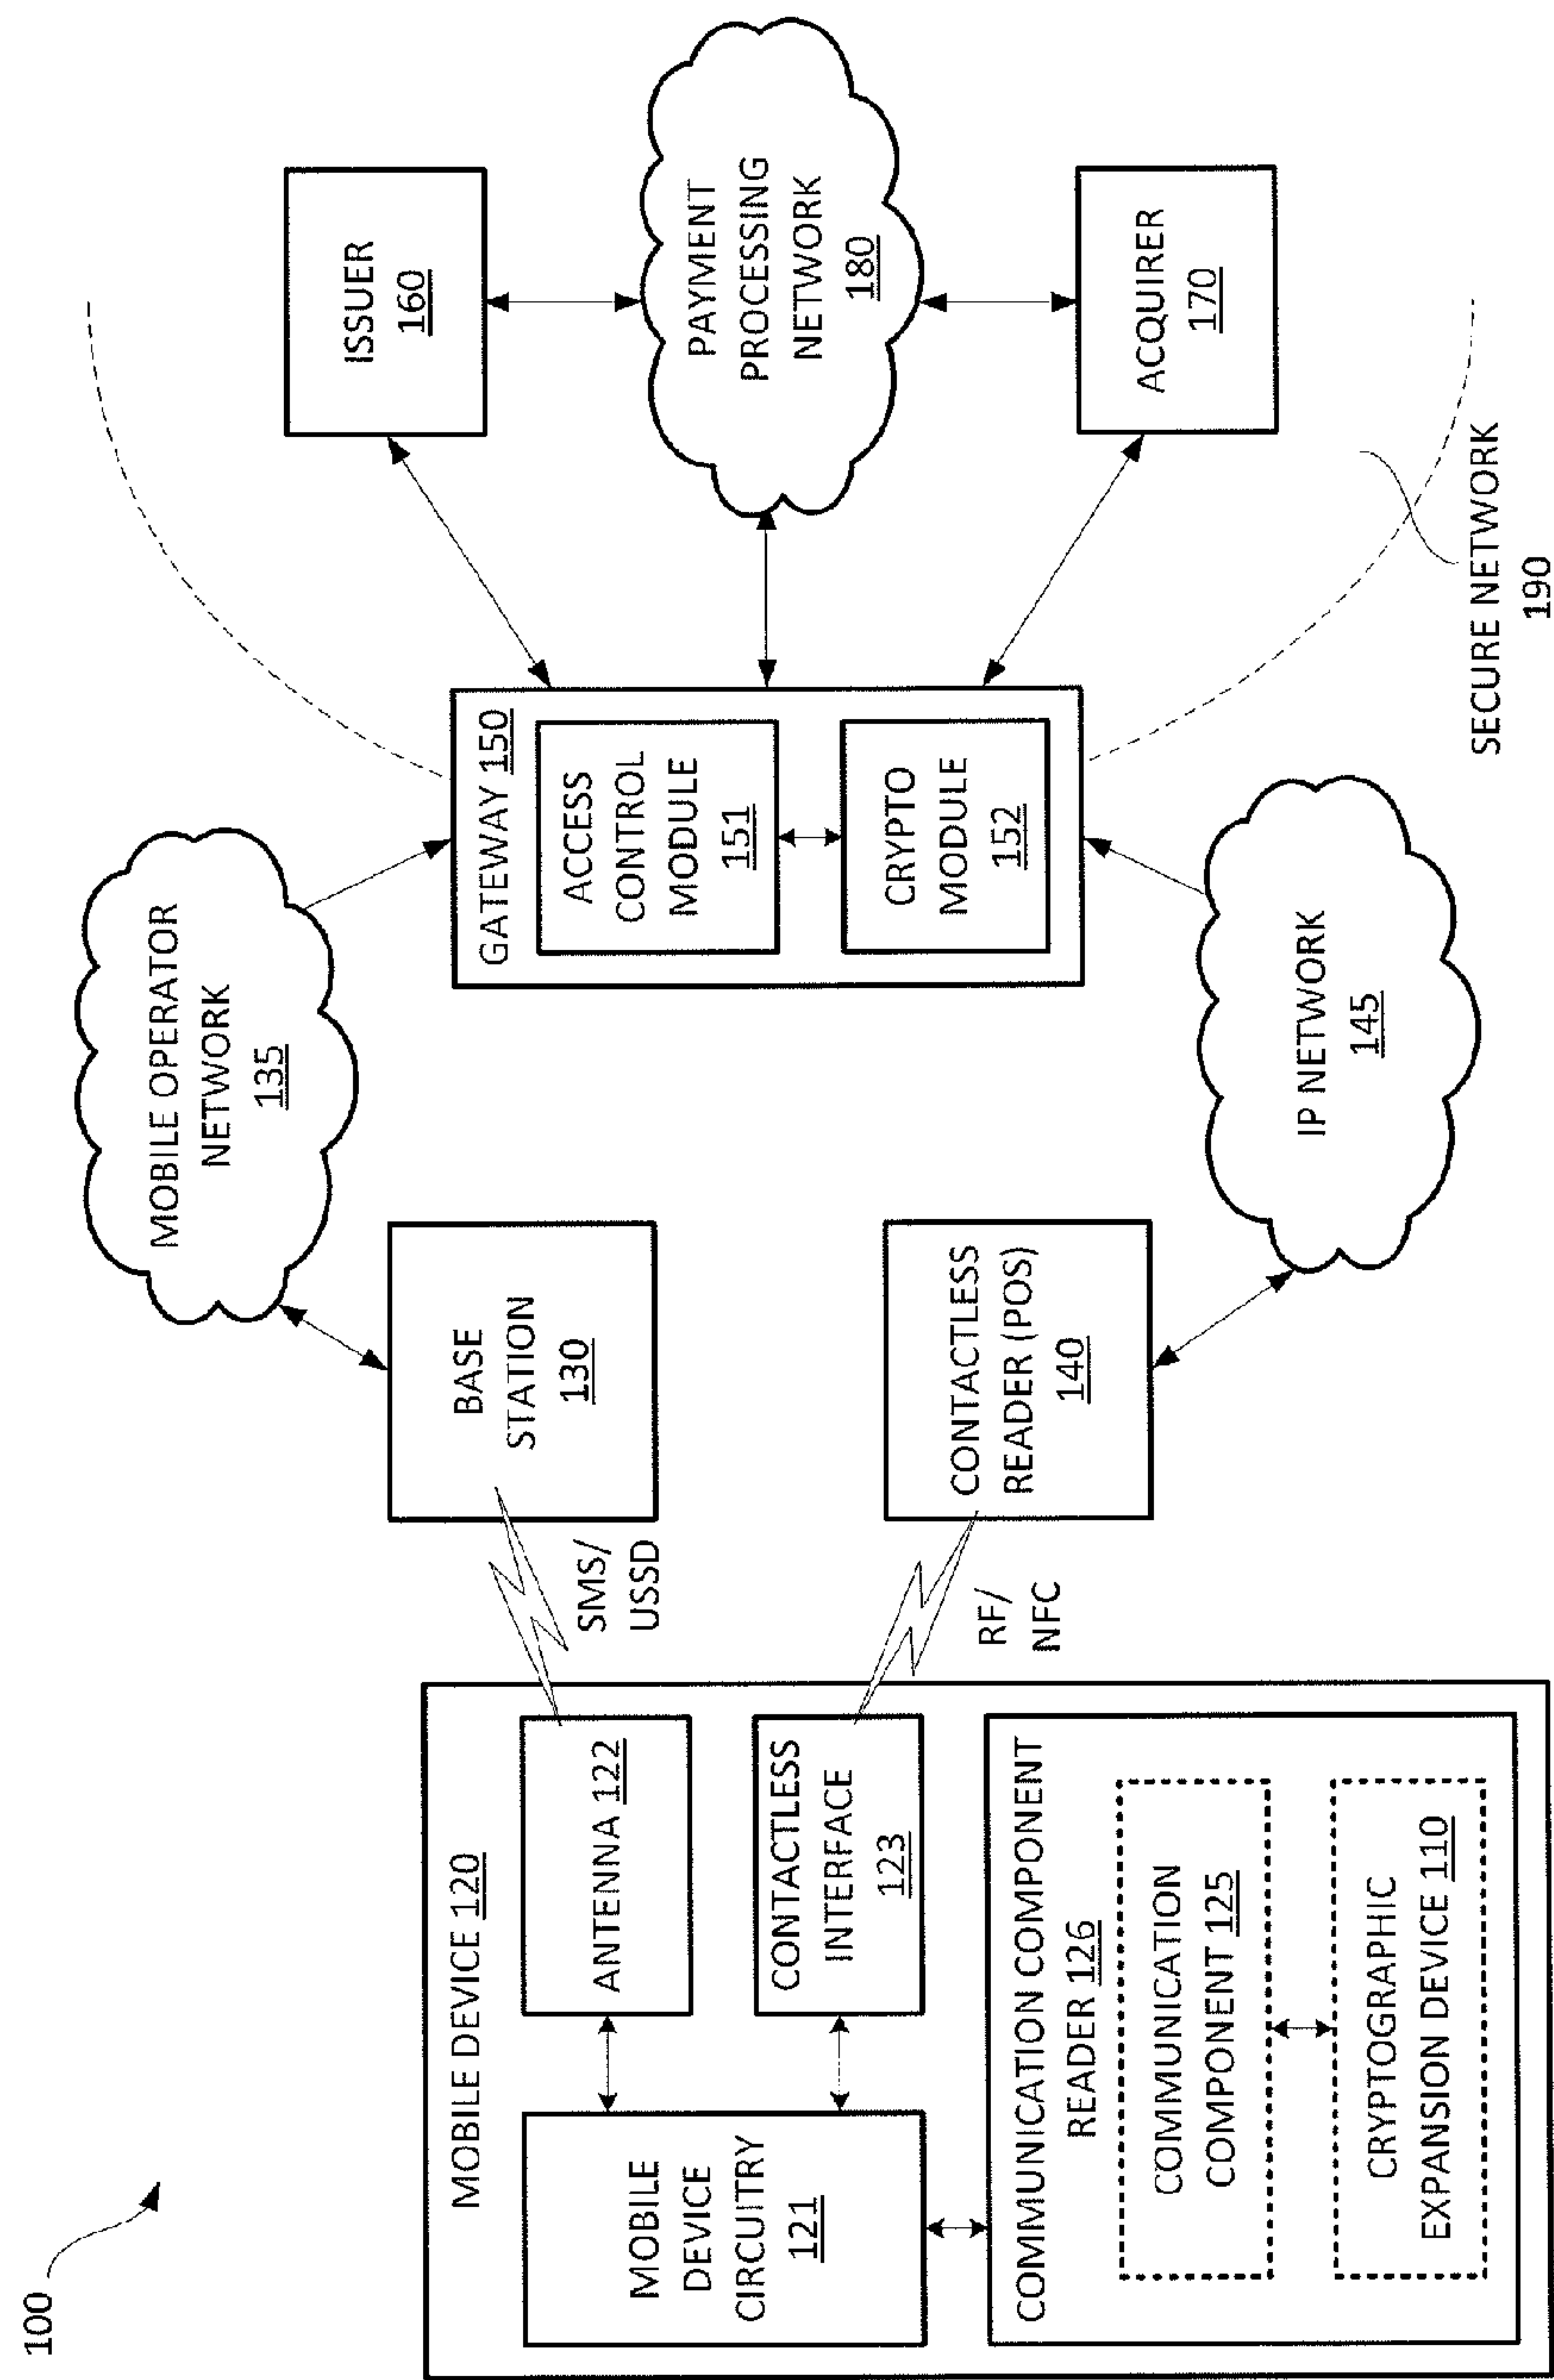 100
MOBILE DEVICE 120
MOBILE
DEVICE
CIRCUITRY
121
ANTENNA 122
CONTACTLESS
INTERFACE
123
COMMUNICATION COMPONENT
READER 126
COMMUNICATION
COMPONENT 125
CRYPTOGRAPHIC
EXPANSION DEVICE 110
SMS/
USSD
RF/
NFC
BASE
STATION
130
CONTACTLESS
READER (POS)
140
MOBILE OPERATOR
NETWORK
135
IP NETWORK
145
GATEWAY 150
ACCESS
CONTROL
MODULE
151
CRYPTO
MODULE
152
ISSUER
160
PAYMENT
PROCESSING
NETWORK
180
ACQUIRER
170
SECURE NETWORK
190